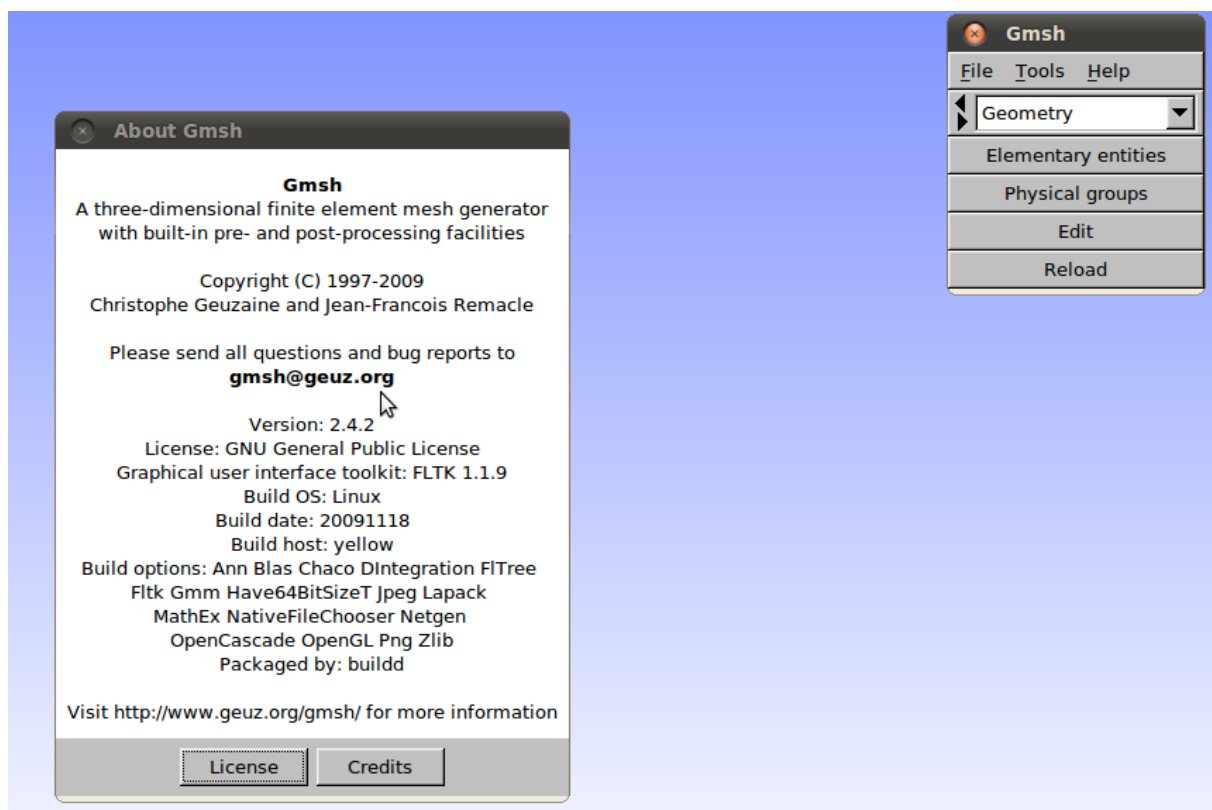 Gmsh
File Tools Help
Geometry
Elementary entities
Physical groups
Edit
Reload
About Gmsh
Gmsh
A three-dimensional finite element mesh generator
with built-in pre- and post-processing facilities
Copyright (C) 1997-2009
Christophe Geuzaine and Jean-Francois Remacle
Please send all questions and bug reports to
gmsh@geuz.org
Version: 2.4.2
License: GNU General Public License
Graphical user interface toolkit: FLTK 1.1.9
Build OS: Linux
Build date: 20091118
Build host: yellow
Build options: Ann Blas Chaco DIntegration FlTree
Fltk Gmm Have64BitSizeT Jpeg Lapack
MathEx NativeFileChooser Netgen
OpenCascade OpenGL Png Zlib
Packaged by: buildd
Visit http://www.geuz.org/gmsh/ for more information
License Credits